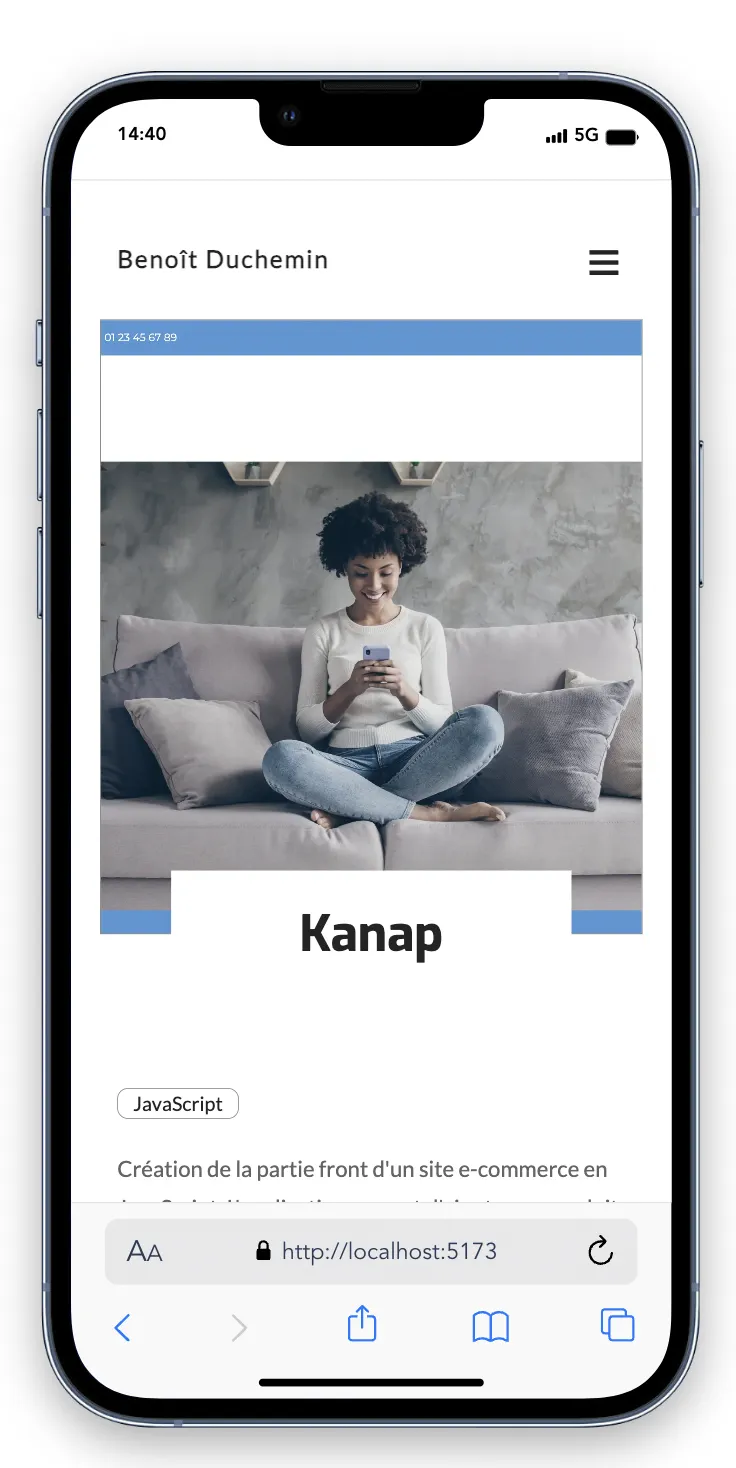 14:40
5G
Benoît Duchemin
01 23 45 67 89
Kanap
JavaScript
Création de la partie front d'un site e-commerce en
AA
http://localhost:5173